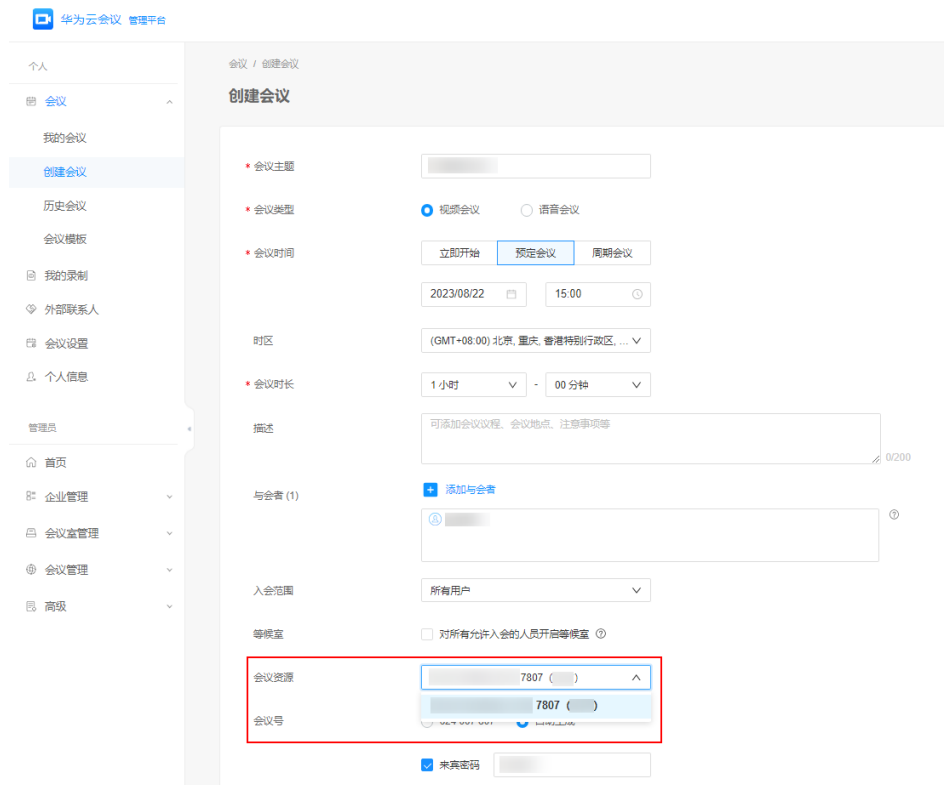 华为云会议 管理平台
个人
会议
我的会议
创建会议
历史会议
会议模板
我的录制
外部联系人
会议设置
个人信息
管理员
首页
企业管理
会议室管理
会议管理
高级
会议 / 创建会议
创建会议
* 会议主题
* 会议类型 视频会议 语音会议
* 会议时间 立即开始 预定会议 周期会议
2023/08/22 15:00
时区 (GMT+08:00) 北京, 重庆, 香港特别行政区, ...
* 会议时长 1 小时 - 00 分钟
描述 可添加会议议程、会议地点、注意事项等
0/200
与会者 (1) 添加与会者
入会范围 所有用户
等候室 对所有允许入会的人员开启等候室
会议资源 7807 ( )
7807 ( )
会议号
来宾密码